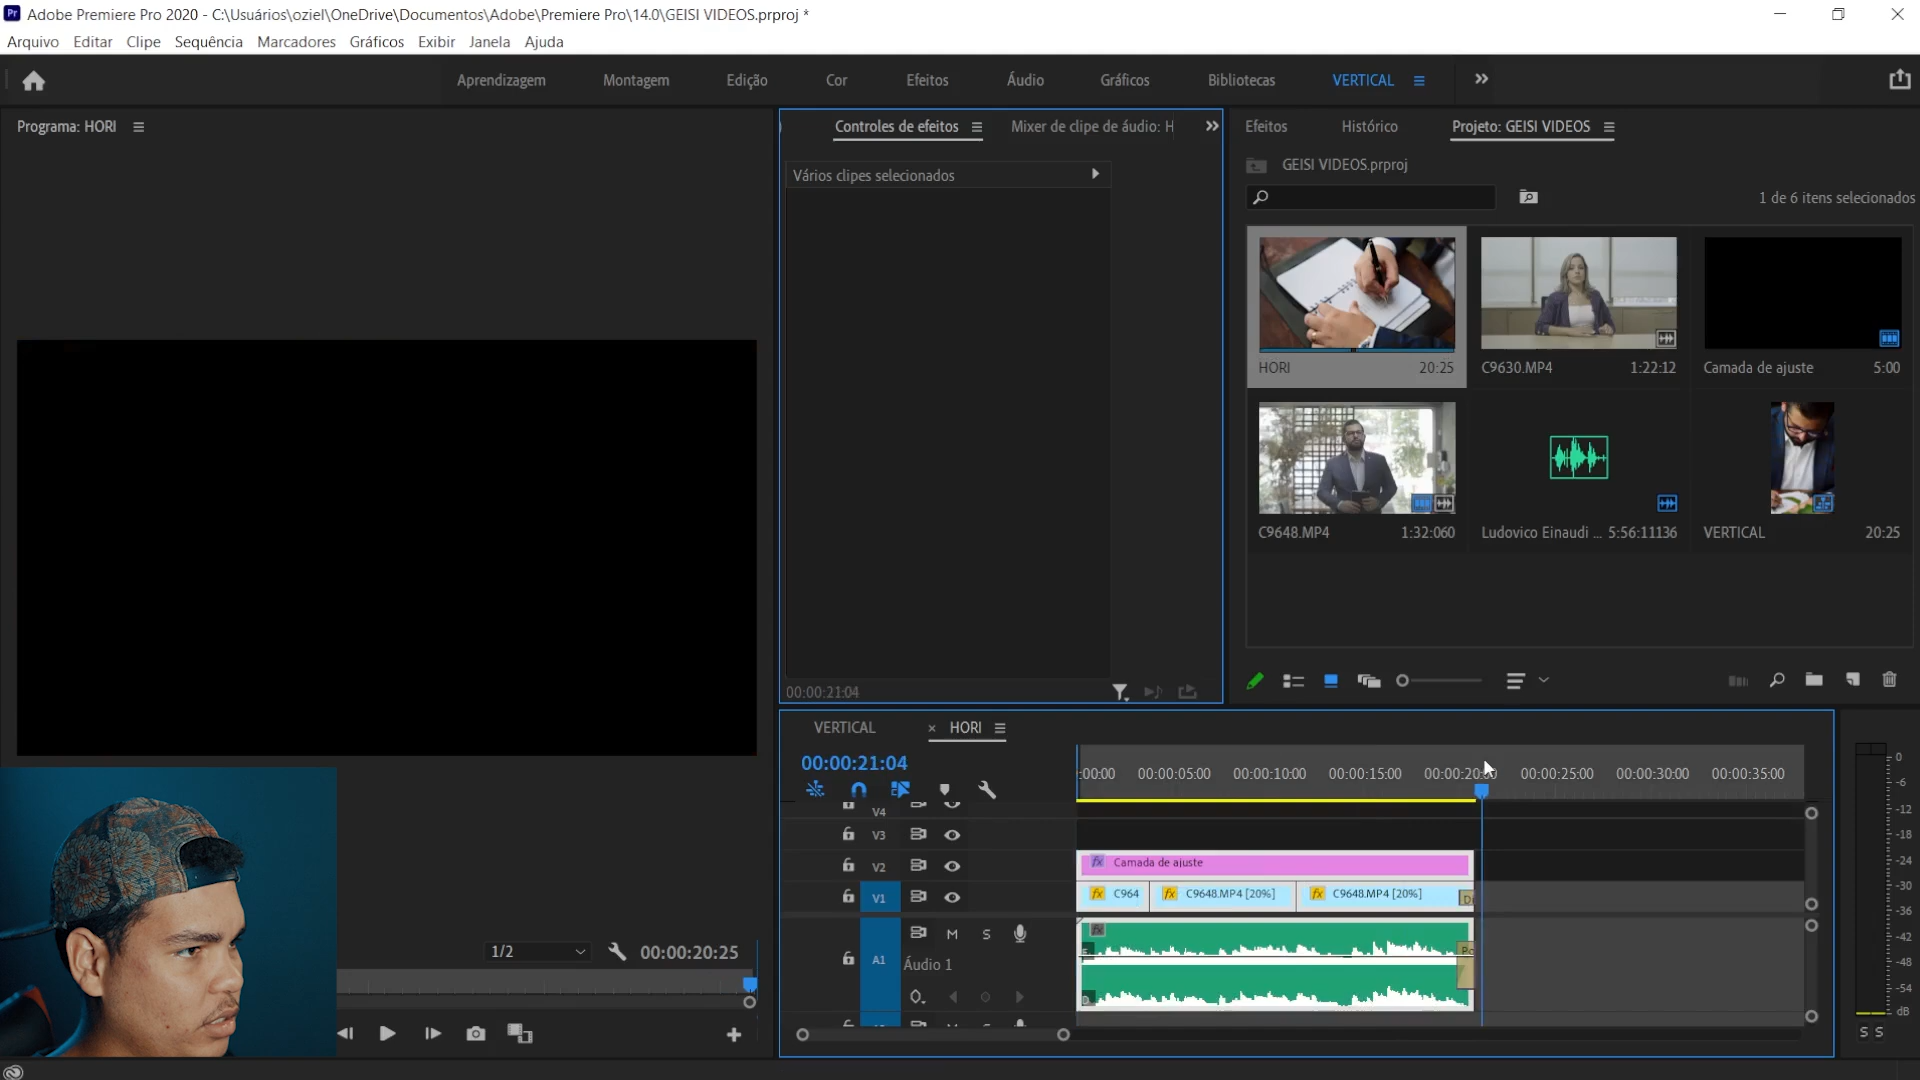 Adobe Premiere Pro 2020 - C:\Usuários\oziel\OneDrive\Documentos\Adobe\Premiere Pro\14.0\GEISI VIDEOS.prproj *
Arquivo Editar Clipe Sequência Marcadores Gráficos Exibir Janela Ajuda
Aprendizagem Montagem Edição Cor Efeitos Áudio Gráficos Bibliotecas VERTICAL
Programa: HORI
Controles de efeitos Mixer de clipe de áudio: H
Efeitos Histórico Projeto: GEISI VIDEOS
Vários clipes selecionados
GEISI VIDEOS.prproj
1 de 6 itens selecionados
HORI 20:25
C9630.MP4 1:22:12
Camada de ajuste 5:00
C9648.MP4 1:32:060
Ludovico Einaudi ... 5:56:11136
VERTICAL 20:25
00:00:21:04
VERTICAL HORI
00:00:21:04
:00:00 00:00:05:00 00:00:10:00 00:00:15:00 00:00:20:00 00:00:25:00 00:00:30:00 00:00:35:00
V4
V3
V2 fx Camada de ajuste
V1 fx C964 fx C9648.MP4 [20%] fx C9648.MP4 [20%] Di
A1 M S fx
Áudio 1
1/2 00:00:20:25
0
-6
-12
-18
-24
-30
-36
-42
-48
-54
dB
S S